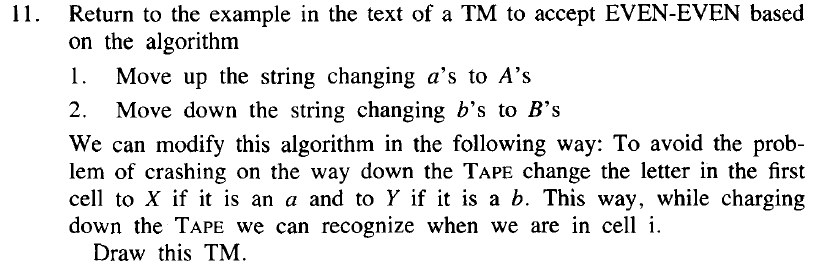 11. Return to the example in the text of a TM to accept EVEN-EVEN based
on the algorithm
1. Move up the string changing a's to A's
2. Move down the string changing b's to B's
We can modify this algorithm in the following way: To avoid the prob-
lem of crashing on the way down the TAPE change the letter in the first
cell to X if it is an a and to Y if it is a b. This way, while charging
down the TAPE we can recognize when we are in cell i.
Draw this TM.